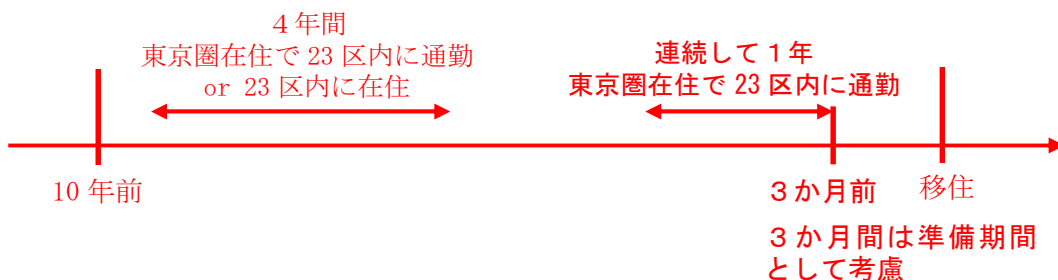 ４年間
東京圏在住で 23 区内に通勤
or 23 区内に在住
連続して１年
東京圏在住で 23 区内に通勤
10 年前
３か月前
移住
３か月間は準備期間
として考慮